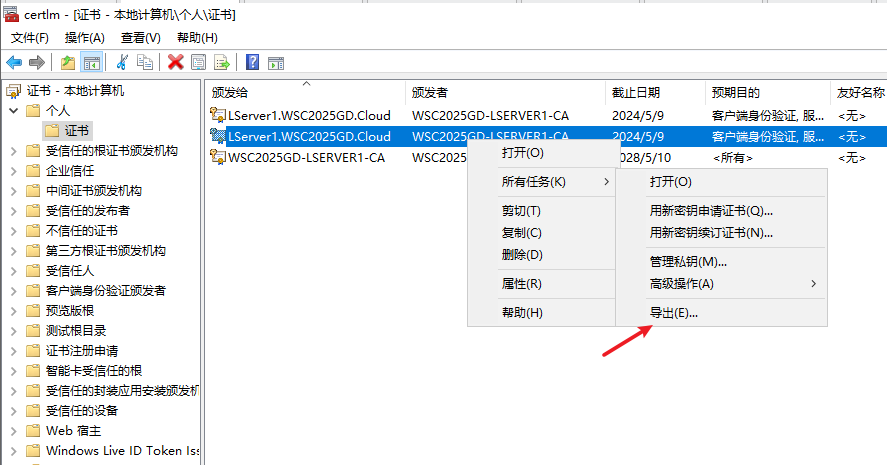 certlm - [证书 - 本地计算机\个人\证书]
文件(F) 操作(A) 查看(V) 帮助(H)
证书 - 本地计算机
个人
证书
受信任的根证书颁发机构
企业信任
中间证书颁发机构
受信任的发布者
不信任的证书
第三方根证书颁发机构
受信任人
客户端身份验证颁发者
预览版根
测试根目录
证书注册申请
智能卡受信任的根
受信任的封装应用安装颁发机
受信任的设备
Web 宿主
Windows Live ID Token Iss
颁发给 颁发者 截止日期 预期目的 友好名称
LServer1.WSC2025GD.Cloud WSC2025GD-LSERVER1-CA 2024/5/9 客户端身份验证, 服... <无>
LServer1.WSC2025GD.Cloud WSC2025GD-LSERVER1-CA 2024/5/9 客户端身份验证, 服... <无>
WSC2025GD-LSERVER1-CA WSC2025 028/5/10 <所有> <无>
打开(O)
所有任务(K)
剪切(T)
复制(C)
删除(D)
属性(R)
帮助(H)
打开(O)
用新密钥申请证书(Q)...
用新密钥续订证书(N)...
管理私钥(M)...
高级操作(A)
导出(E)...